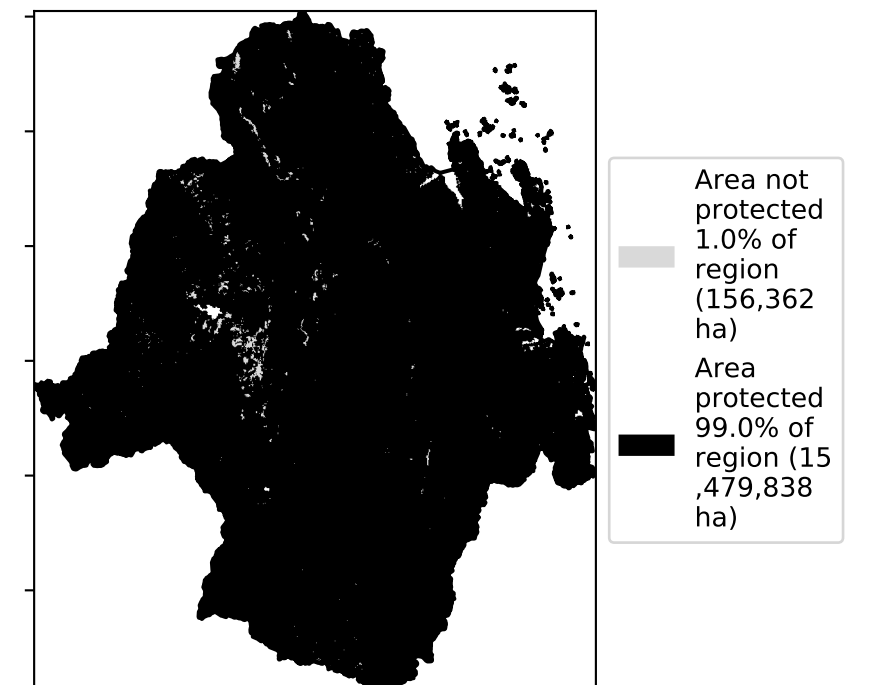 Area not
protected
1.0% of
region
(156,362
ha)
Area
protected
99.0% of
region (15
,479,838
ha)